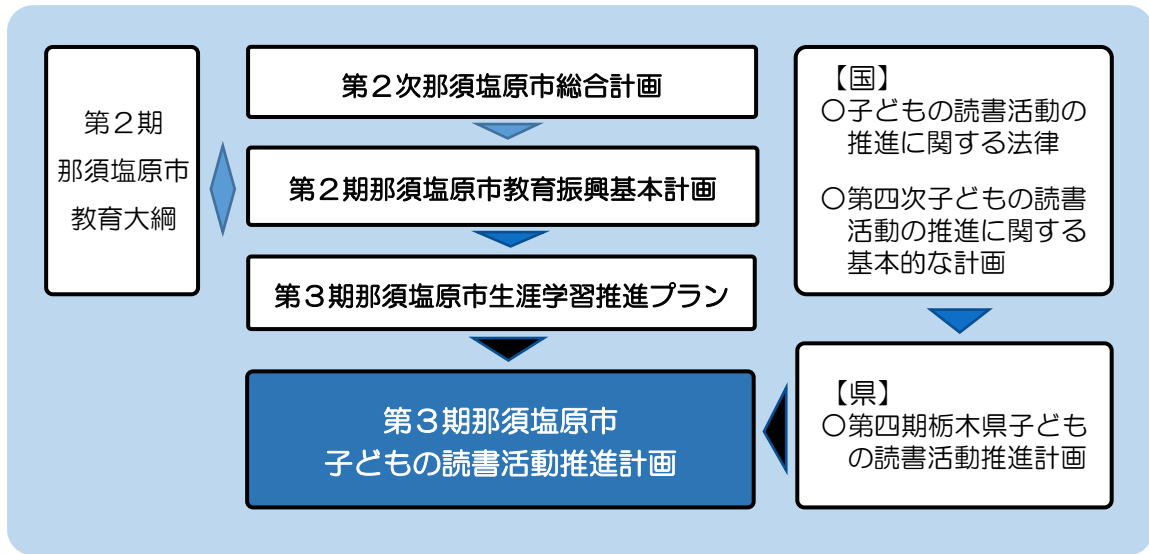 第２期
那須塩原市
教育大綱
第２次那須塩原市総合計画
第２期那須塩原市教育振興基本計画
第３期那須塩原市生涯学習推進プラン
第３期那須塩原市
子どもの読書活動推進計画
【国】
〇子どもの読書活動の
推進に関する法律
〇第四次子どもの読書
活動の推進に関する
基本的な計画
【県】
〇第四期栃木県子ども
の読書活動推進計画